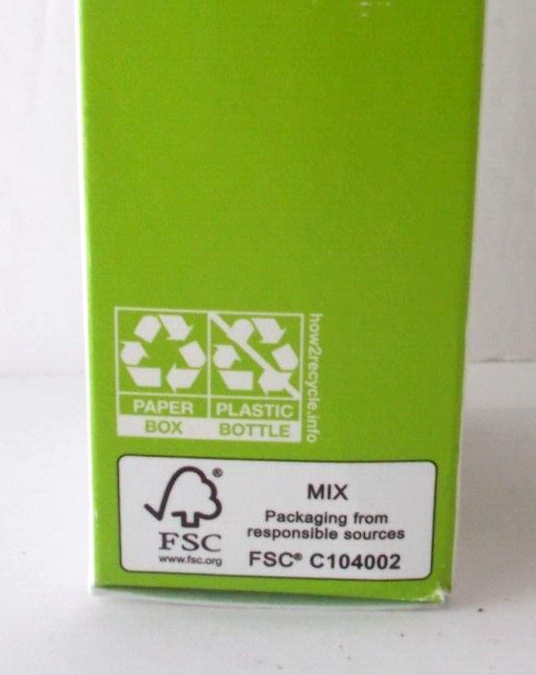 PAPER PLASTIC
BOX BOTTLE
how2recycle.info
MIX
Packaging from
responsible sources
FSC® C104002
®
FSC
www.fsc.org